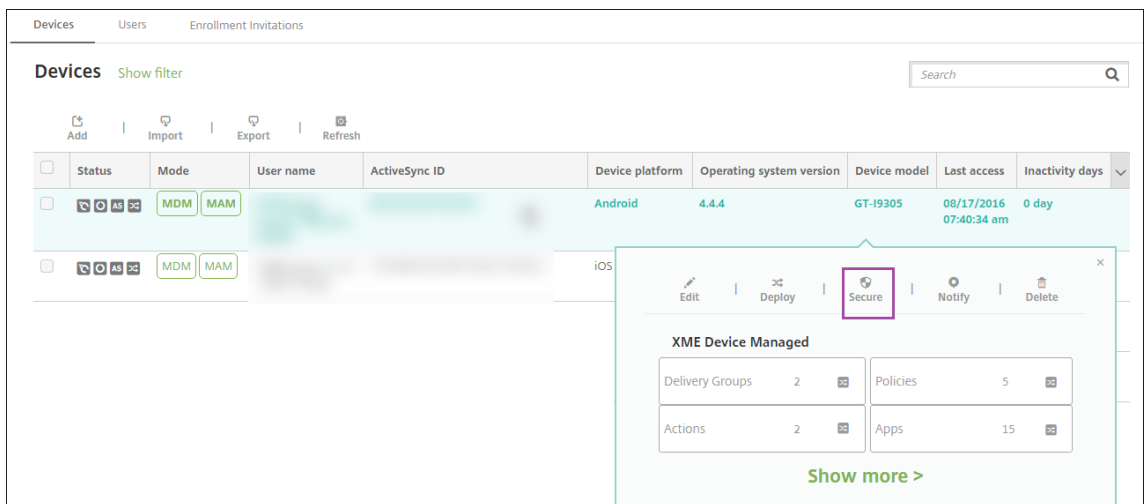 Devices Users Enrollment Invitations
Devices Show filter Search
Add | Import | Export | Refresh
Status Mode User name ActiveSync ID Device platform Operating system version Device model Last access Inactivity days
AS MDM MAM Android 4.4.4 GT-I9305 08/17/2016 0 day
07:40:34 am
AS MDM MAM iOS
×
Edit | Deploy | Secure | Notify | Delete
XME Device Managed
Delivery Groups 2 Policies 5
Actions 2 Apps 15
Show more >